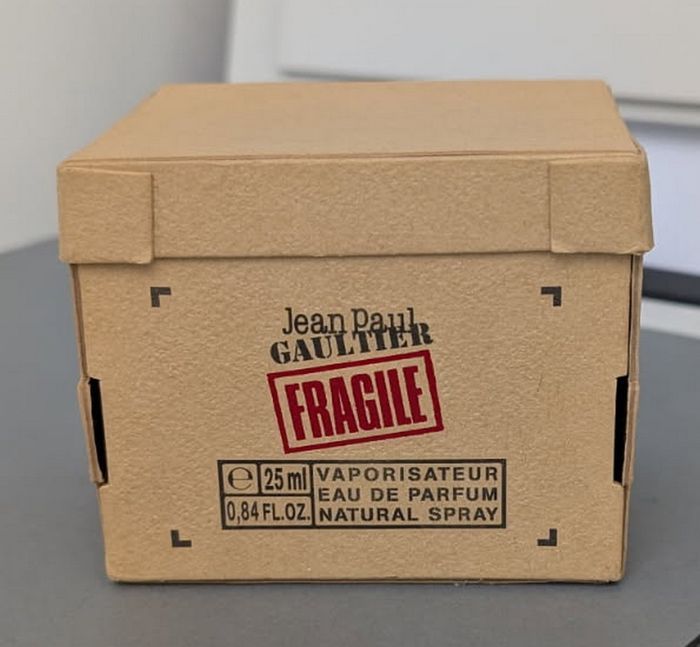 Jean Paul
GAULTIER
FRAGILE
℮ 25 ml
0,84 FL.OZ.
VAPORISATEUR
EAU DE PARFUM
NATURAL SPRAY